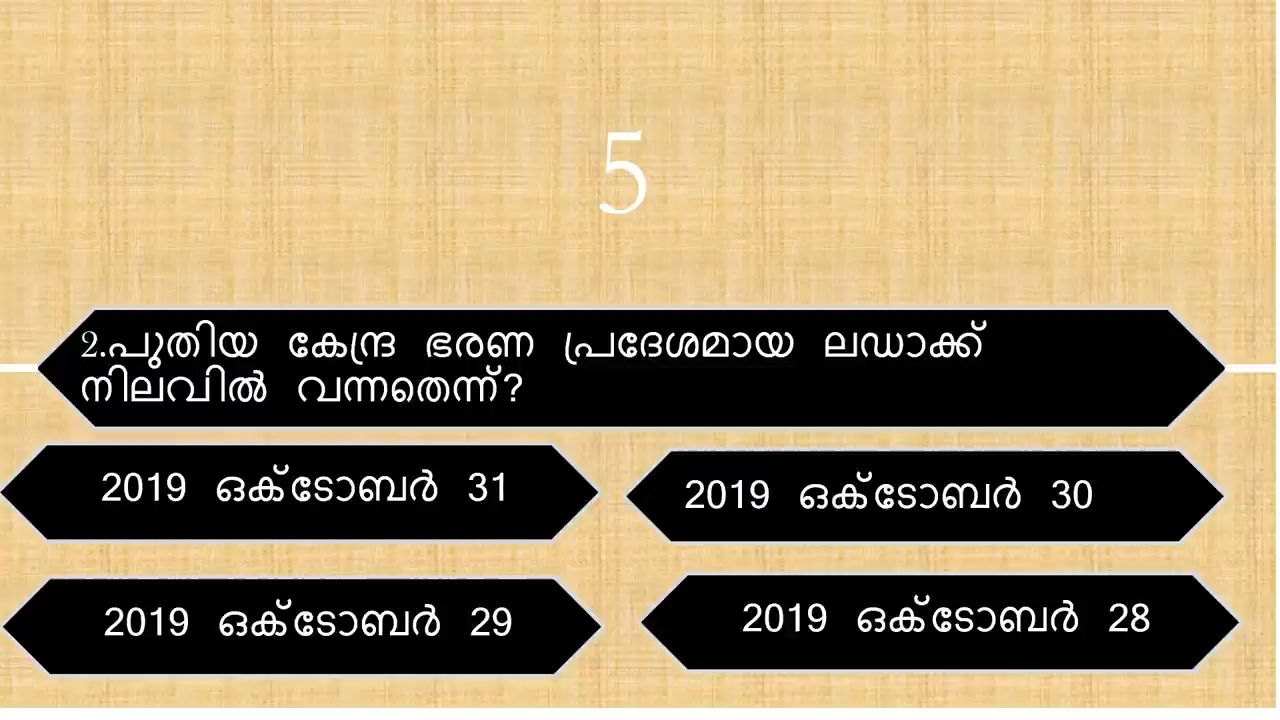 5
2.പുതിയ കേന്ദ്ര ഭരണ പ്രദേശമായ ലഡാക്ക്
നിലവിൽ വന്നതെന്ന്?
2019 ഒക്ടോബർ 31
2019 ഒക്ടോബർ 30
2019 ഒക്ടോബർ 29
2019 ഒക്ടോബർ 28